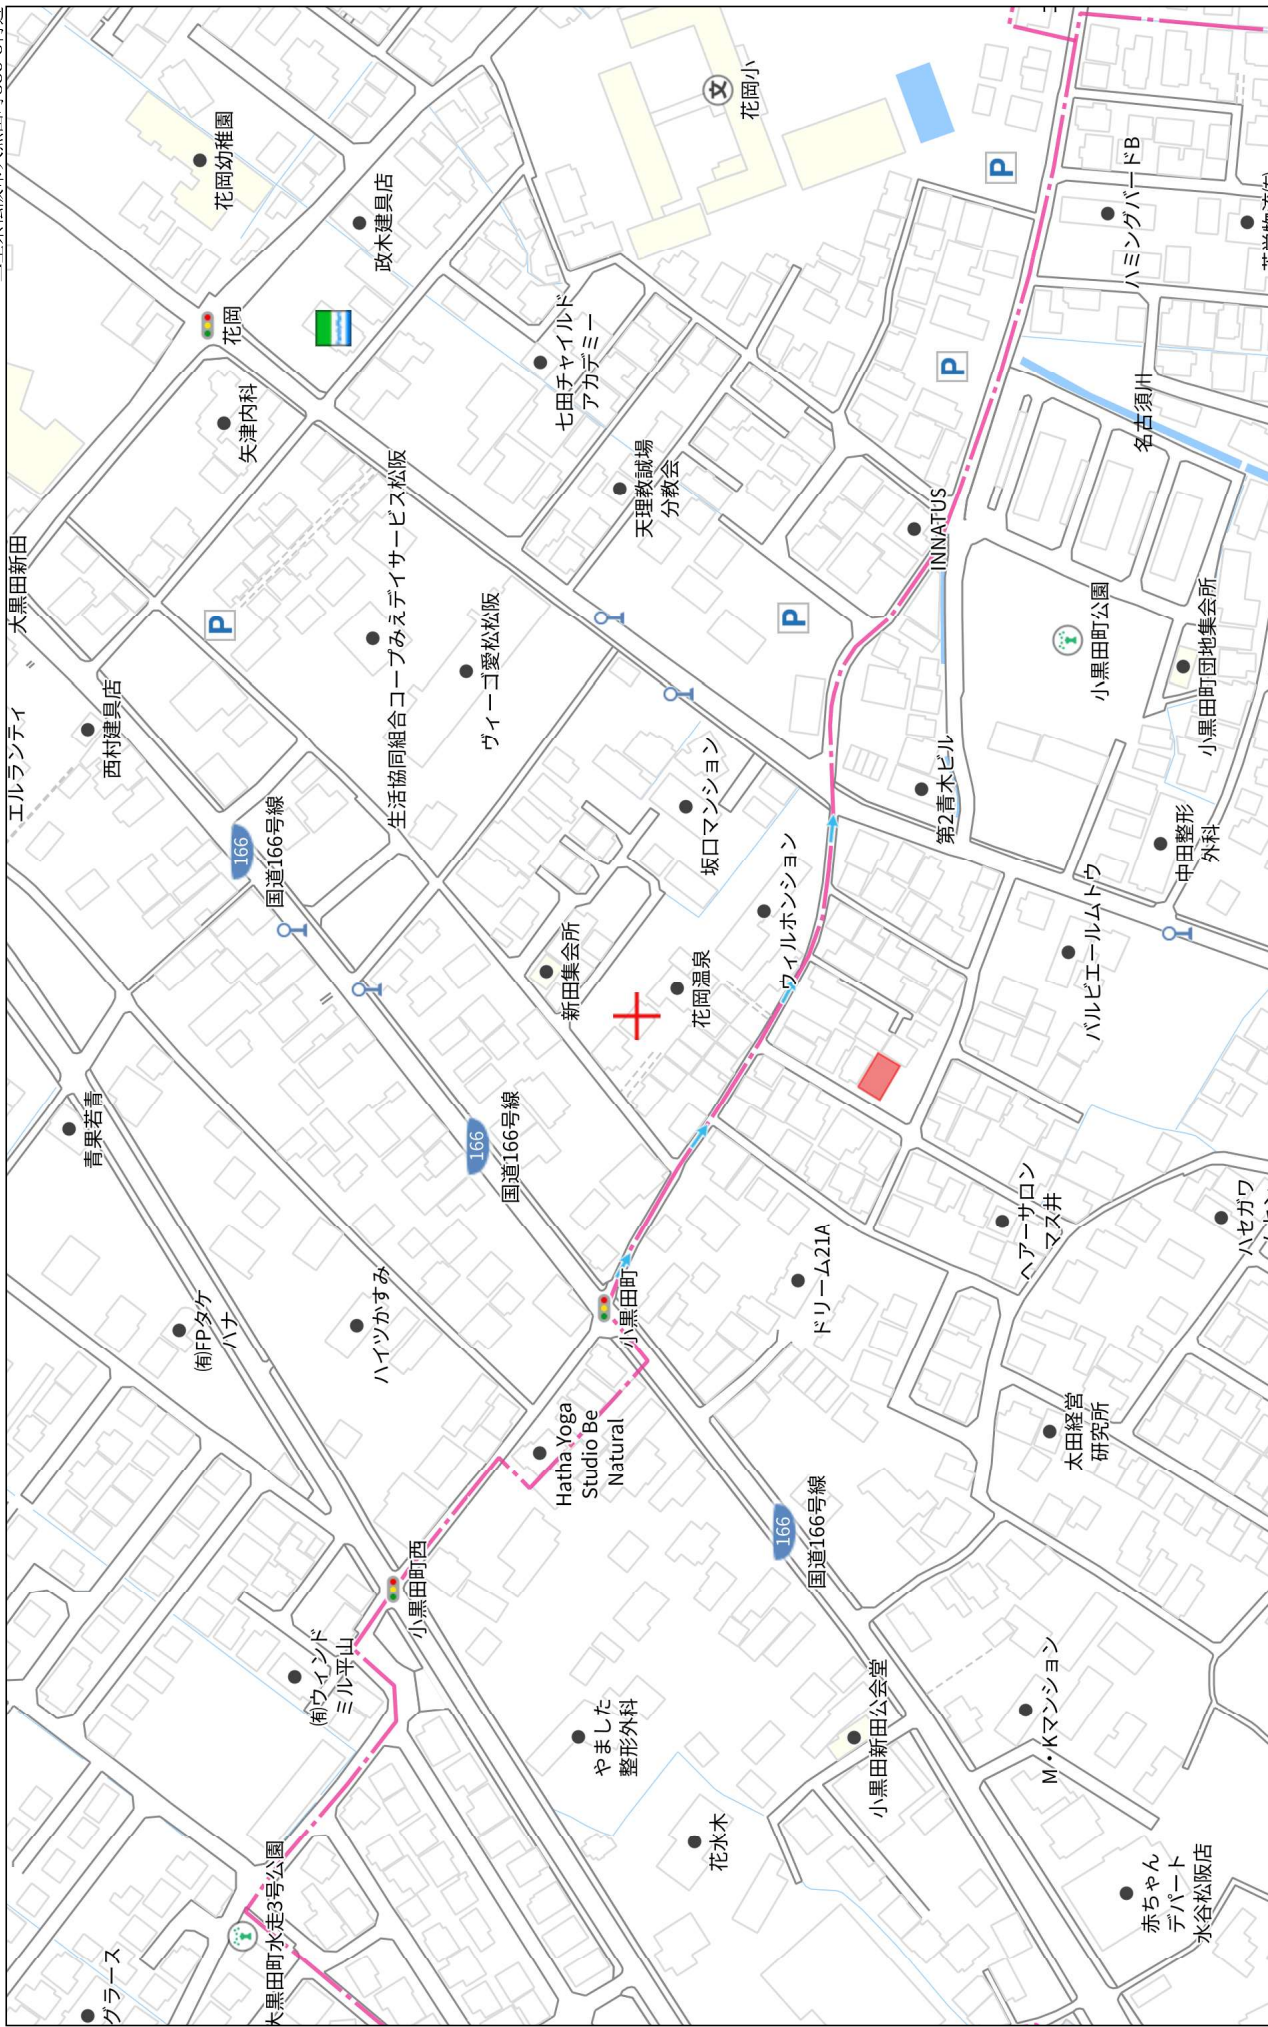 グラース
大黒田町水走3号公園
㈲ウィンド
ミル平山
小黒田町西
㈲FPタケ
ハナ
青果若青
ハイツかすみ
エルランティ
西村建具店
大黒田新田
166
国道166号線
166
国道166号線
166
国道166号線
P
矢津内科
花岡
花岡幼稚園
政木建具店
生活協同組合コープみえデイサービス松阪
ヴィーゴ愛松松阪
七田チャイルド
アカデミー
天理教誠場
分教会
文
花岡小
P
P
P
新田集会所
坂口マンション
花岡温泉
ウィルホンション
小黒田町
Hatha Yoga
Studio Be
Natural
やました
整形外科
花水木
小黒田新田公会堂
ドリーム21A
INNATUS
第2青木ビル
ヘアーサロン
マス井
バルビエールムトウ
中田整形
外科
小黒田町公園
小黒田町団地集会所
名古須川
ハミングバードB
太田経営
研究所
M・Kマンション
赤ちゃん
デパート
水谷松阪店
ハセガワ